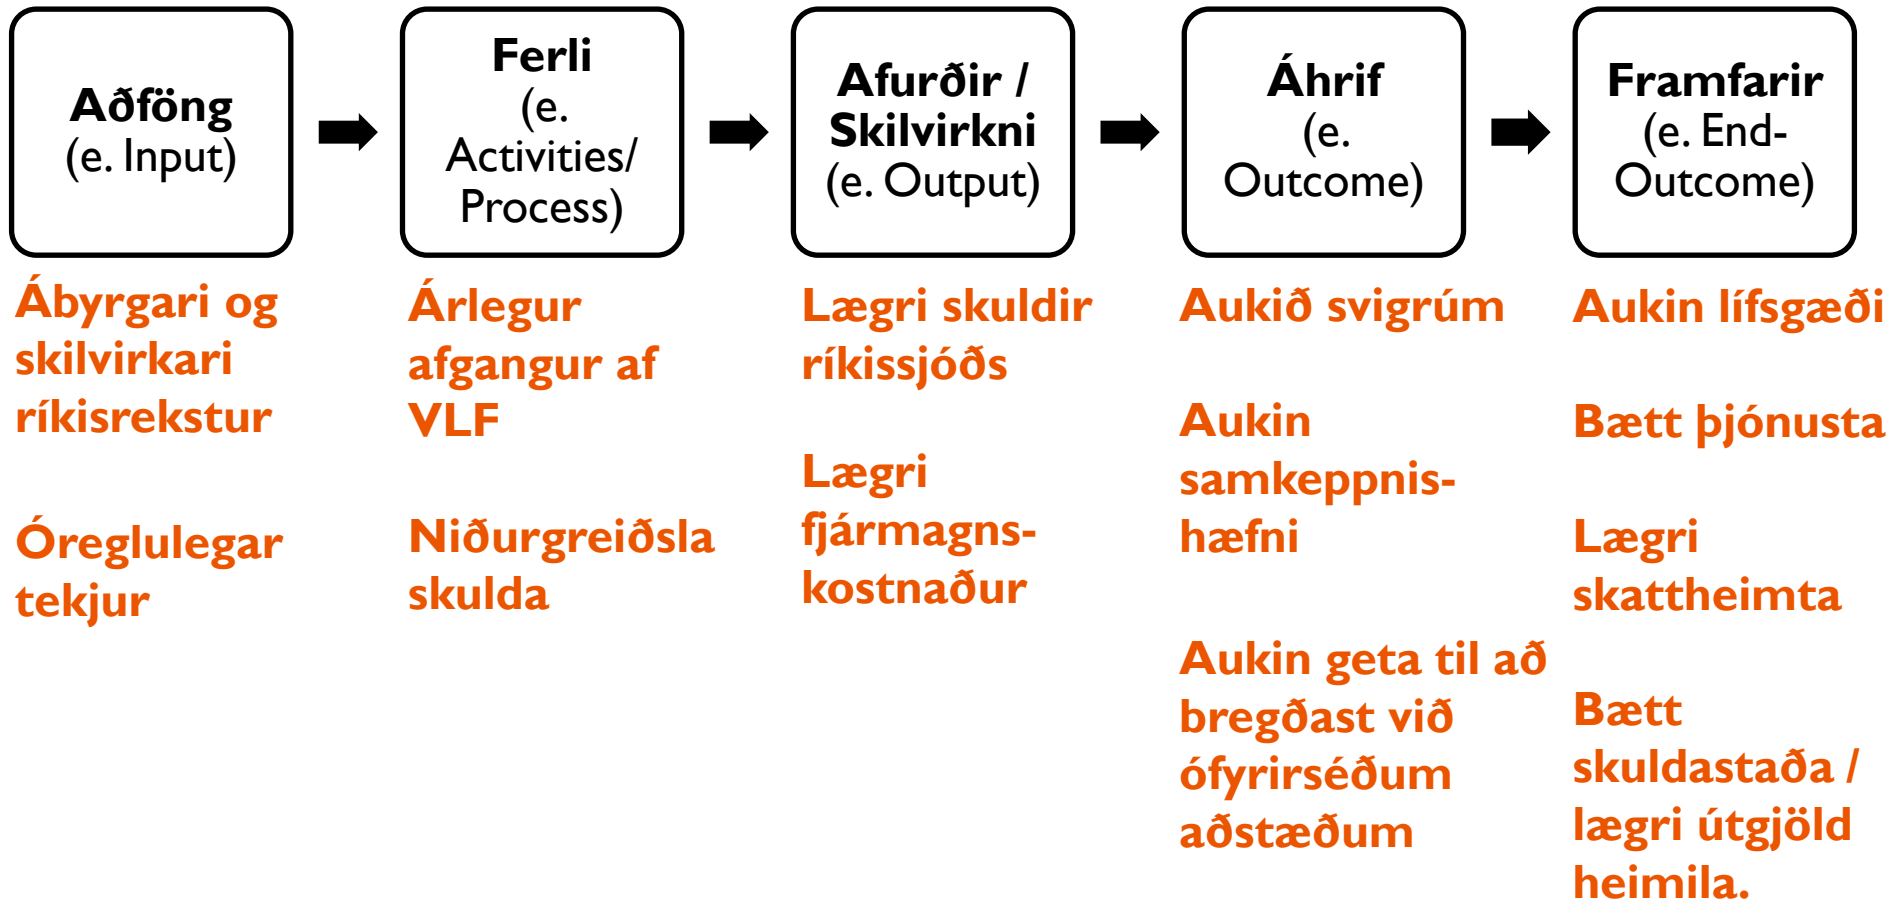 Aðföng
(e. Input)
Ferli
(e.
Activities/
Process)
Afurðir /
Skilvirkni
(e. Output)
Áhrif
(e.
Outcome)
Framfarir
(e. End-
Outcome)
Ábyrgari og
skilvirkari
ríkisrekstur
Óreglulegar
tekjur
Árlegur
afgangur af
VLF
Niðurgreiðsla
skulda
Lægri skuldir
ríkissjóðs
Lægri
fjármagns-
kostnaður
Aukið svigrúm
Aukin
samkeppnis-
hæfni
Aukin geta til að
bregðast við
ófyrirséðum
aðstæðum
Aukin lífsgæði
Bætt þjónusta
Lægri
skattheimta
Bætt
skuldastaða /
lægri útgjöld
heimila.